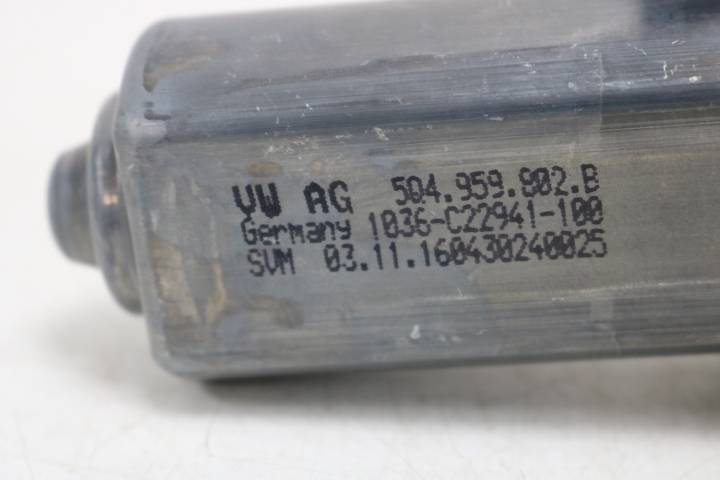 VW AG 5Q4.959.802.B
Germany 1036-C22941-100
SVM 03.11.160430240025